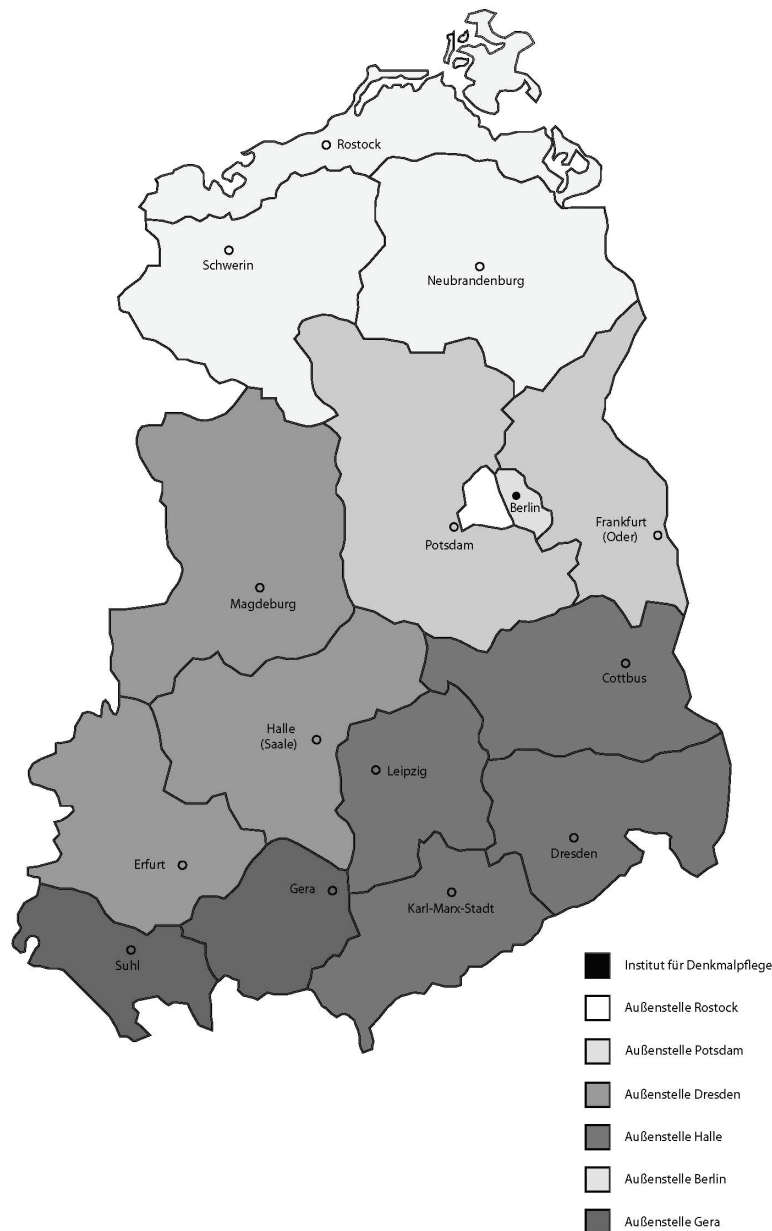 Rostock
Schwerin
Neubrandenburg
Berlin
Frankfurt
(Oder)
Potsdam
Magdeburg
Cottbus
Halle
(Saale)
Leipzig
Dresden
Erfurt
Gera
Karl-Marx-Stadt
Suhl
Institut für Denkmalpflege
Außenstelle Rostock
Außenstelle Potsdam
Außenstelle Dresden
Außenstelle Halle
Außenstelle Berlin
Außenstelle Gera